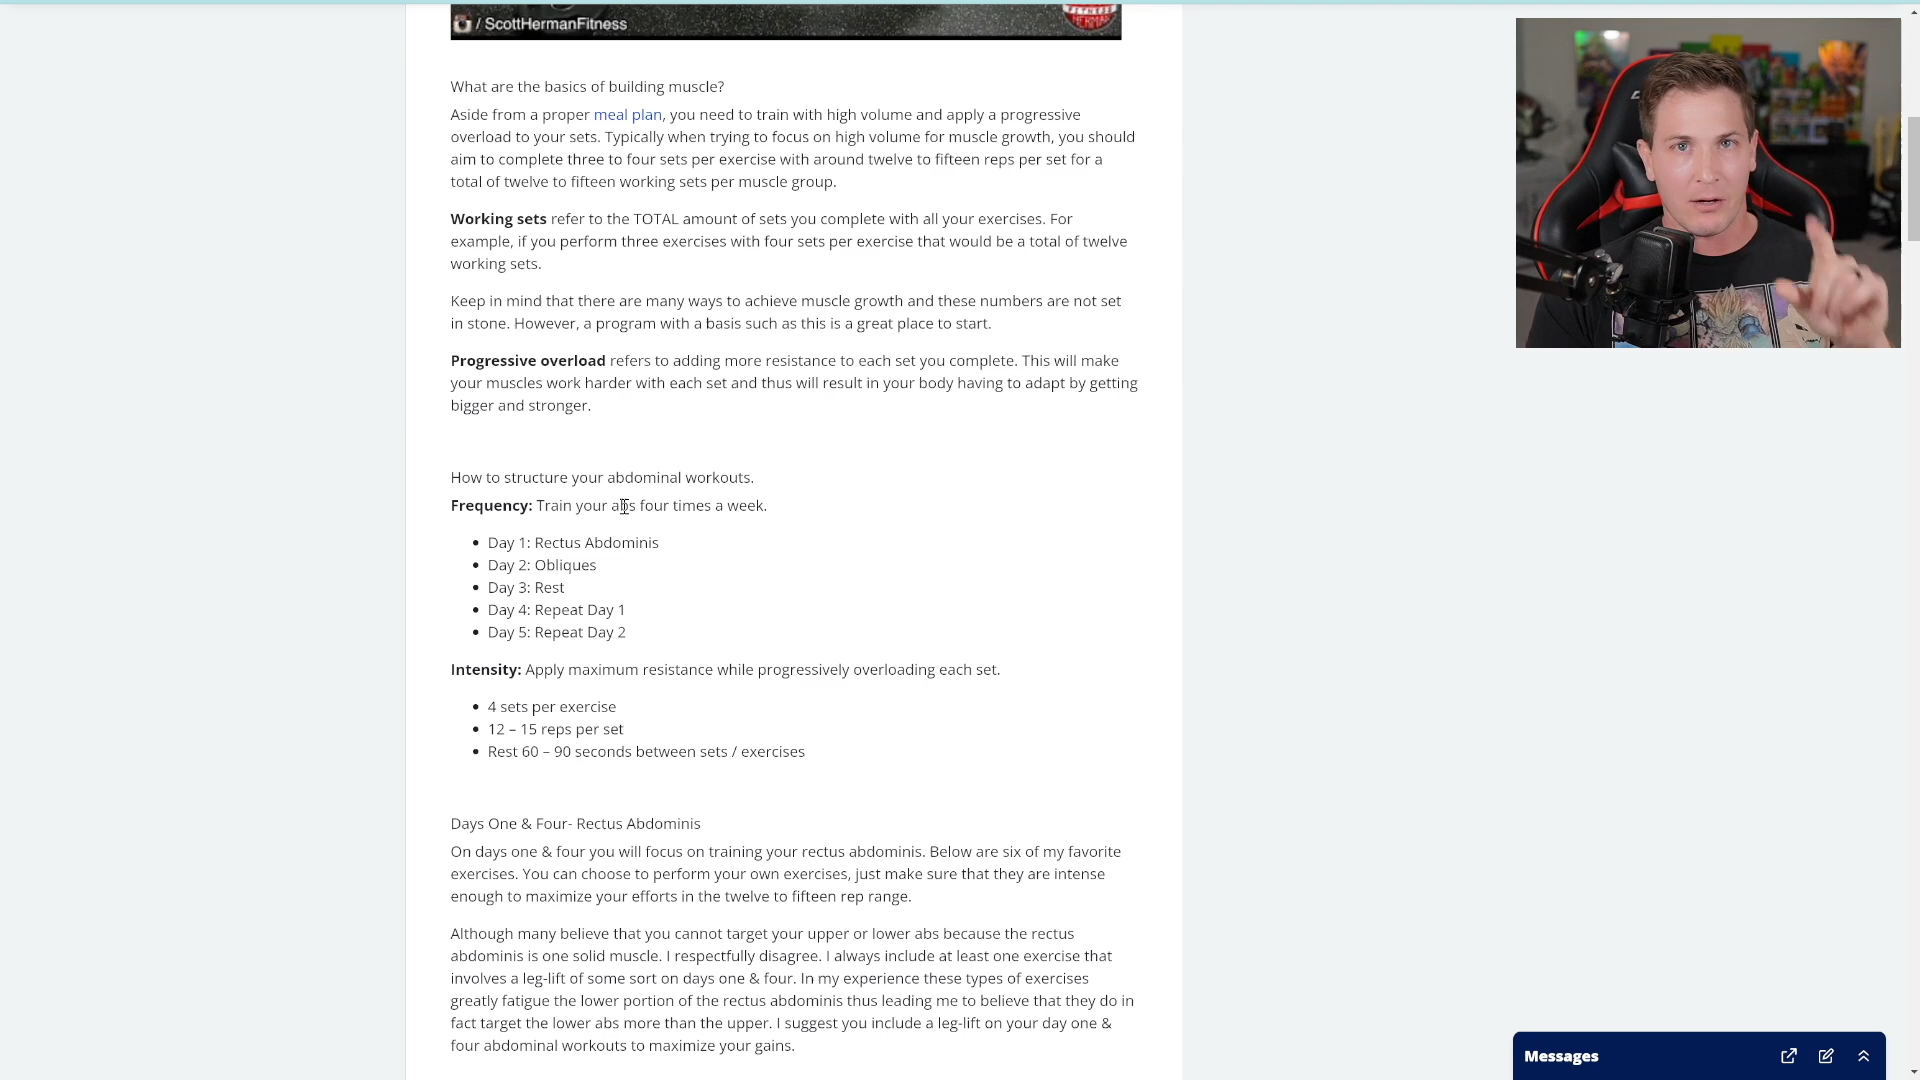 / ScottHermanFitness
FITNESS
HERMAN
What are the basics of building muscle?
Aside from a proper meal plan, you need to train with high volume and apply a progressive
overload to your sets. Typically when trying to focus on high volume for muscle growth, you should
aim to complete three to four sets per exercise with around twelve to fifteen reps per set for a
total of twelve to fifteen working sets per muscle group.
Working sets refer to the TOTAL amount of sets you complete with all your exercises. For
example, if you perform three exercises with four sets per exercise that would be a total of twelve
working sets.
Keep in mind that there are many ways to achieve muscle growth and these numbers are not set
in stone. However, a program with a basis such as this is a great place to start.
Progressive overload refers to adding more resistance to each set you complete. This will make
your muscles work harder with each set and thus will result in your body having to adapt by getting
bigger and stronger.
How to structure your abdominal workouts.
Frequency: Train your abs four times a week.
Day 1: Rectus Abdominis
Day 2: Obliques
Day 3: Rest
Day 4: Repeat Day 1
Day 5: Repeat Day 2
Intensity: Apply maximum resistance while progressively overloading each set.
4 sets per exercise
12 – 15 reps per set
Rest 60 – 90 seconds between sets / exercises
Days One & Four- Rectus Abdominis
On days one & four you will focus on training your rectus abdominis. Below are six of my favorite
exercises. You can choose to perform your own exercises, just make sure that they are intense
enough to maximize your efforts in the twelve to fifteen rep range.
Although many believe that you cannot target your upper or lower abs because the rectus
abdominis is one solid muscle. I respectfully disagree. I always include at least one exercise that
involves a leg-lift of some sort on days one & four. In my experience these types of exercises
greatly fatigue the lower portion of the rectus abdominis thus leading me to believe that they do in
fact target the lower abs more than the upper. I suggest you include a leg-lift on your day one &
four abdominal workouts to maximize your gains.
Messages